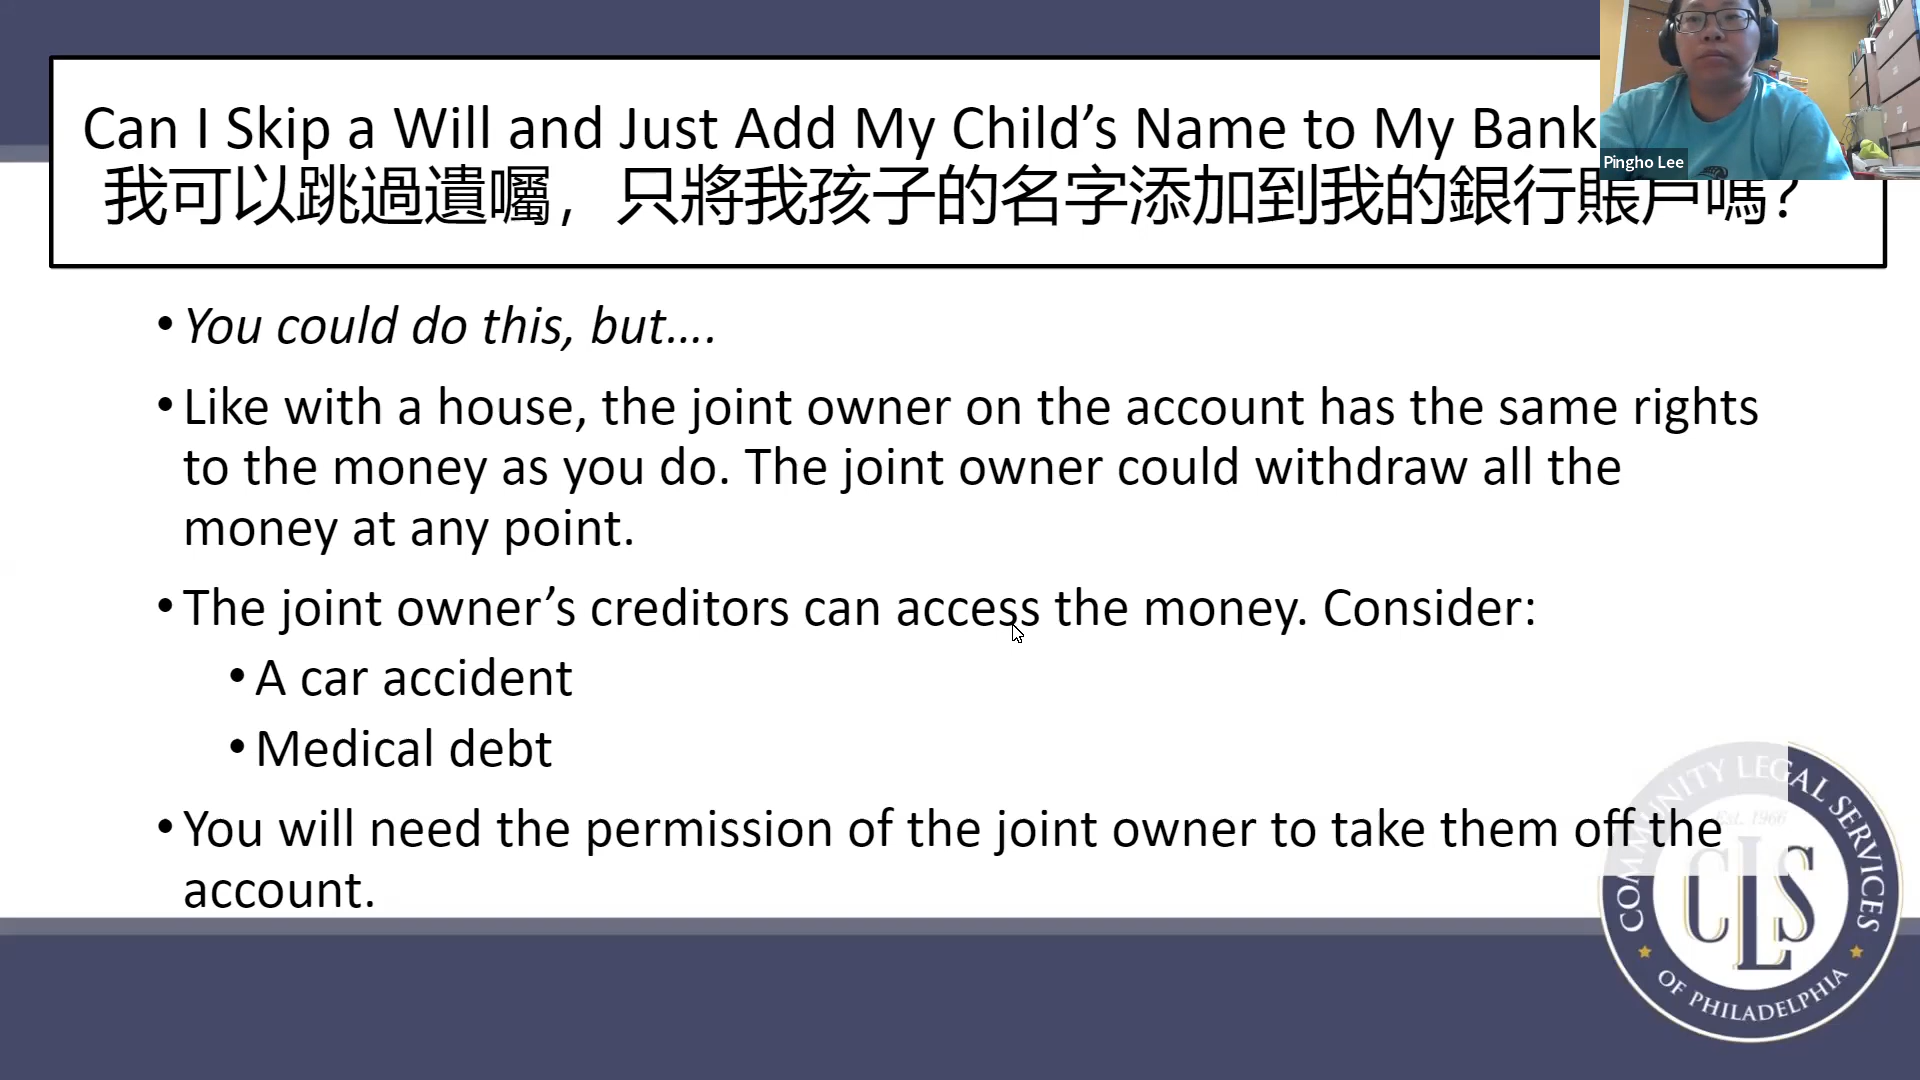 Can I Skip a Will and Just Add My Child’s Name to My Bank
Pingho Lee
我可以跳過遺囑，只將我孩子的名字添加到我的銀行賬戶嗎?
•You could do this, but….
•Like with a house, the joint owner on the account has the same rights
to the money as you do. The joint owner could withdraw all the
money at any point.
•The joint owner’s creditors can access the money. Consider:
•A car accident
•Medical debt
•You will need the permission of the joint owner to take them off the
account.
COMMUNITY LEGAL SERVICES
Est. 1966
CLS
OF PHILADELPHIA